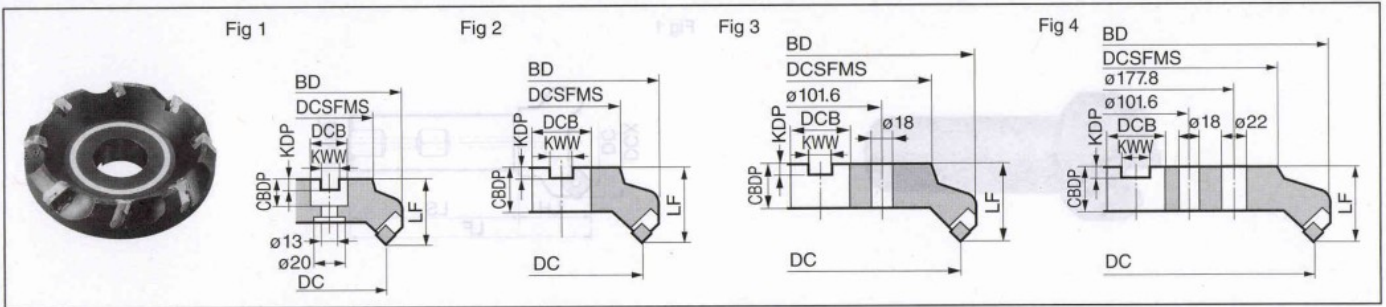 Fig 1
BD
DCSFMS
DCB
KWW
KDP
CBDP
LF
ø13
ø20
DC
Fig 2
BD
DCSFMS
DCB
KWW
KDP
CBDP
LF
DC
Fig 3
BD
DCSFMS
ø101.6
DCB
ø18
KWW
KDP
CBDP
LF
DC
Fig 4
BD
DCSFMS
ø177.8
ø101.6
DCB
ø18
ø22
KWW
KDP
CBDP
LF
DC